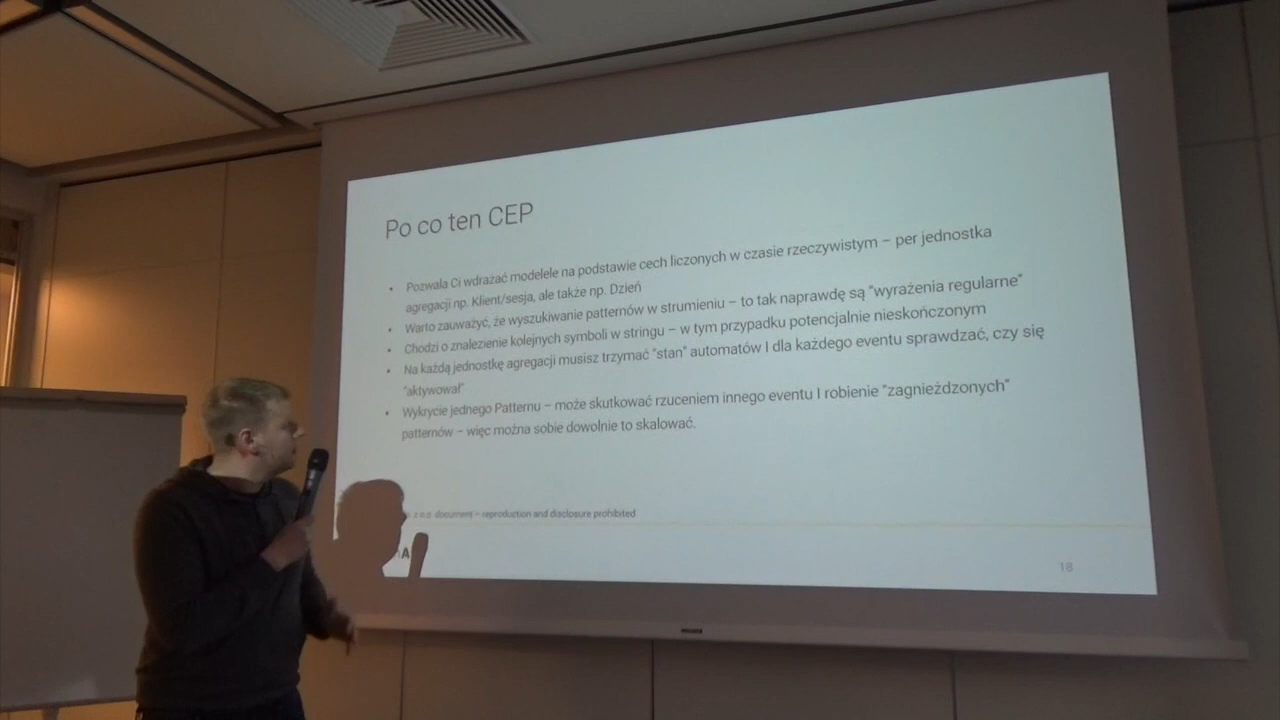 Po co ten CEP
• Pozwala Ci wdrażać modelele na podstawie cech liczonych w czasie rzeczywistym – per jednostka
agregacji np. Klient/sesja, ale także np. Dzień
• Warto zauważyć, że wyszukiwanie patternów w strumieniu – to tak naprawdę są "wyrażenia regularne"
• Chodzi o znalezienie kolejnych symboli w stringu – w tym przypadku potencjalnie nieskończonym
• Na każdą jednostkę agregacji musisz trzymać "stan" automatów I dla każdego eventu sprawdzać, czy się
"aktywował"
• Wykrycie jednego Patternu – może skutkować rzuceniem innego eventu I robienie "zagnieżdzonych"
patternów – więc można sobie dowolnie to skalować.
z o.o. document – reproduction and disclosure prohibited
18